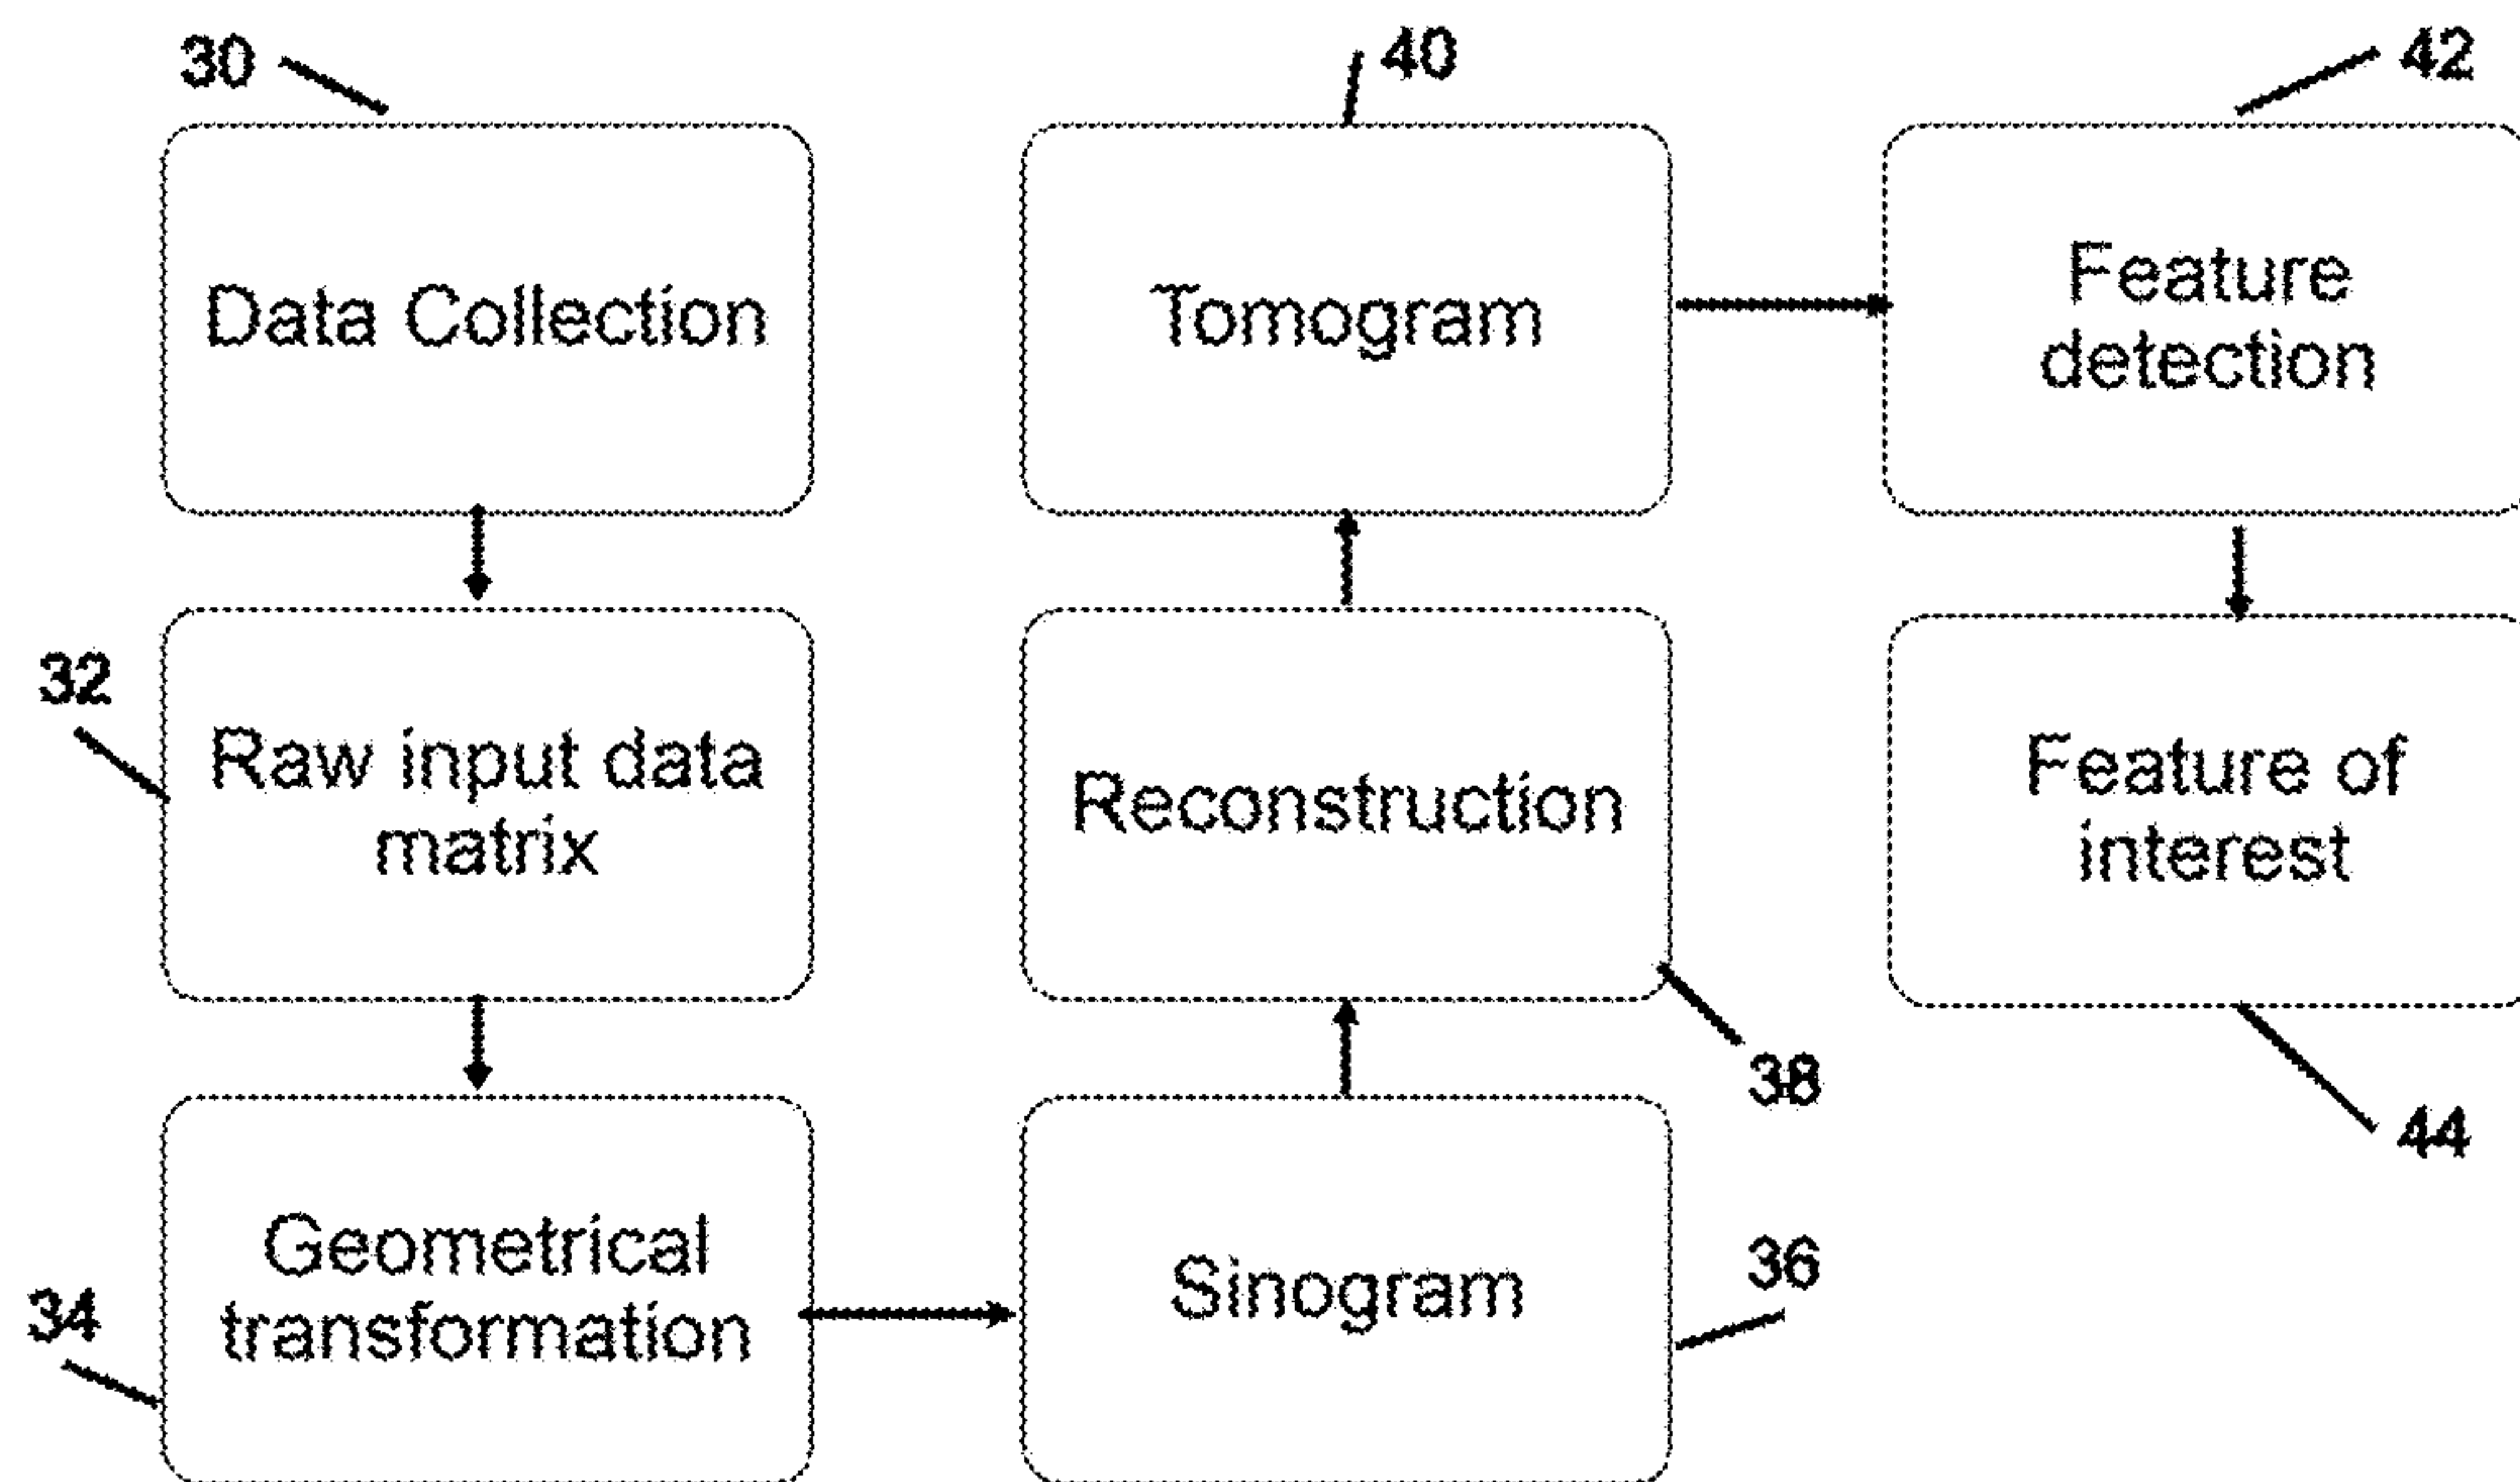 30
Data Collection
32
Raw input data
matrix
34
Geometrical
transformation
Sinogram
36
Reconstruction
38
40
Tomogram
42
Feature
detection
Feature of
interest
44